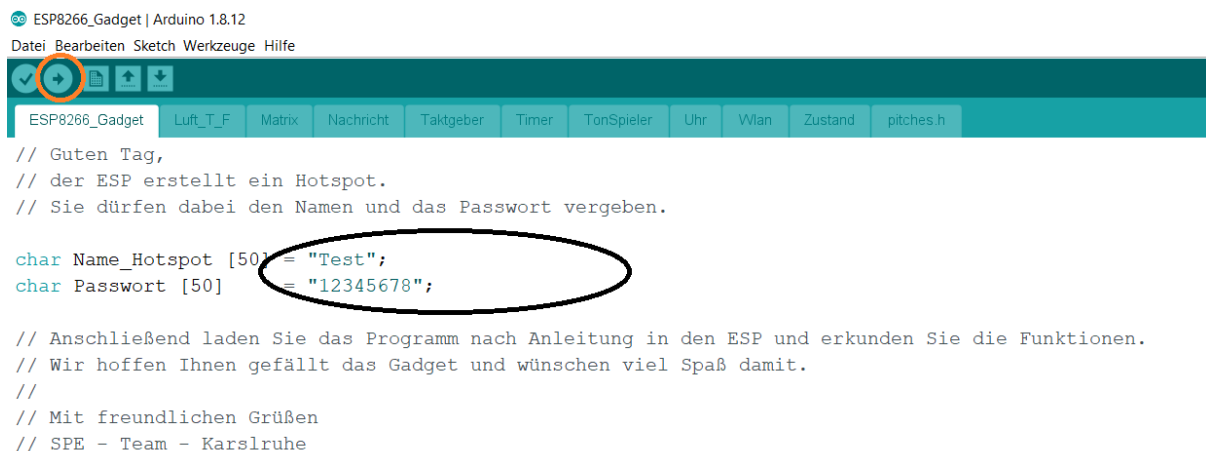 ESP8266_Gadget | Arduino 1.8.12
Datei Bearbeiten Sketch Werkzeuge Hilfe
ESP8266_Gadget Luft_T_F Matrix Nachricht Taktgeber Timer TonSpieler Uhr Wlan Zustand pitches.h
// Guten Tag,
// der ESP erstellt ein Hotspot.
// Sie dürfen dabei den Namen und das Passwort vergeben.
char Name_Hotspot [50] = "Test";
char Passwort [50] = "12345678";
// Anschließend laden Sie das Programm nach Anleitung in den ESP und erkunden Sie die Funktionen.
// Wir hoffen Ihnen gefällt das Gadget und wünschen viel Spaß damit.
//
// Mit freundlichen Grüßen
// SPE - Team - Karslruhe